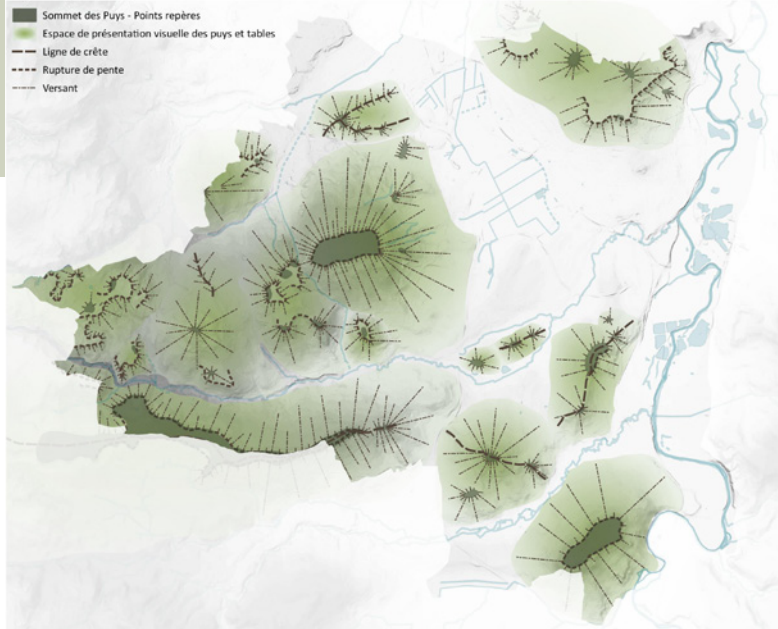 Sommet des Puys - Points repères
Espace de présentation visuelle des puys et tables
Ligne de crête
Rupture de pente
Versant